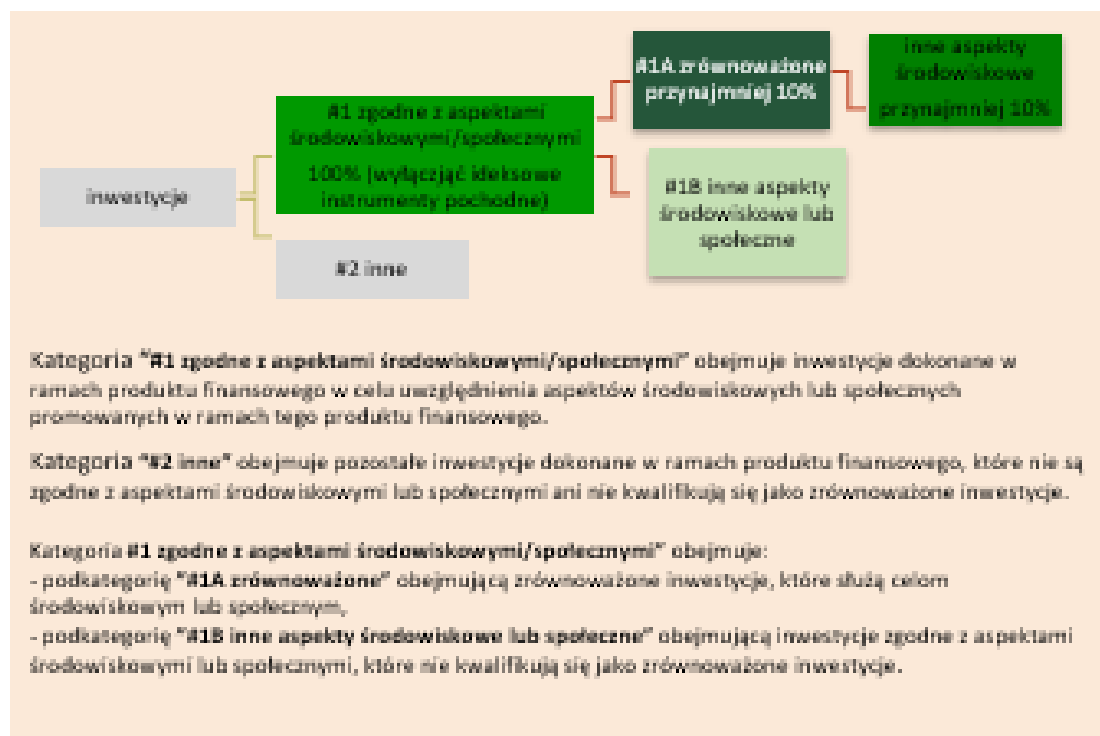 inwestycje
#1 zgodne z aspektami
środowiskowymi/społecznymi
100% (wyłączjąć ideksowe
instrumenty pochodne)
#2 inne
#1A zrównoważone
przynajmniej 10%
inne aspekty
środowiskowe
przynajmniej 10%
#1B inne aspekty
środowiskowe lub
społeczne
Kategoria "#1 zgodne z aspektami środowiskowymi/społecznymi" obejmuje inwestycje dokonane w
ramach produktu finansowego w celu uwzględnienia aspektów środowiskowych lub społecznych
promowanych w ramach tego produktu finansowego.
Kategoria "#2 inne" obejmuje pozostałe inwestycje dokonane w ramach produktu finansowego, które nie są
zgodne z aspektami środowiskowymi lub społecznymi ani nie kwalifikują się jako zrównoważone inwestycje.
Kategoria #1 zgodne z aspektami środowiskowymi/społecznymi" obejmuje:
- podkategorię "#1A zrównoważone" obejmującą zrównoważone inwestycje, które służą celom
środowiskowym lub społecznym,
- podkategorię "#1B inne aspekty środowiskowe lub społeczne" obejmującą inwestycje zgodne z aspektami
środowiskowymi lub społecznymi, które nie kwalifikują się jako zrównoważone inwestycje.